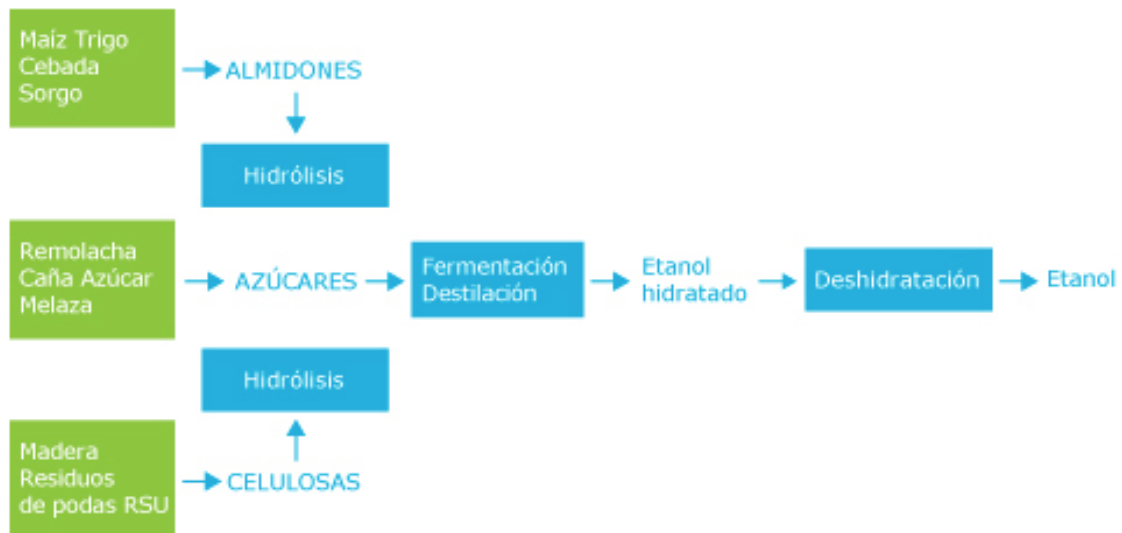 Maíz Trigo
Cebada
Sorgo
ALMIDONES
Hidrólisis
Remolacha
Caña Azúcar
Melaza
AZÚCARES
Fermentación
Destilación
Etanol
hidratado
Deshidratación
Etanol
Hidrólisis
Madera
Residuos
de podas RSU
CELULOSAS